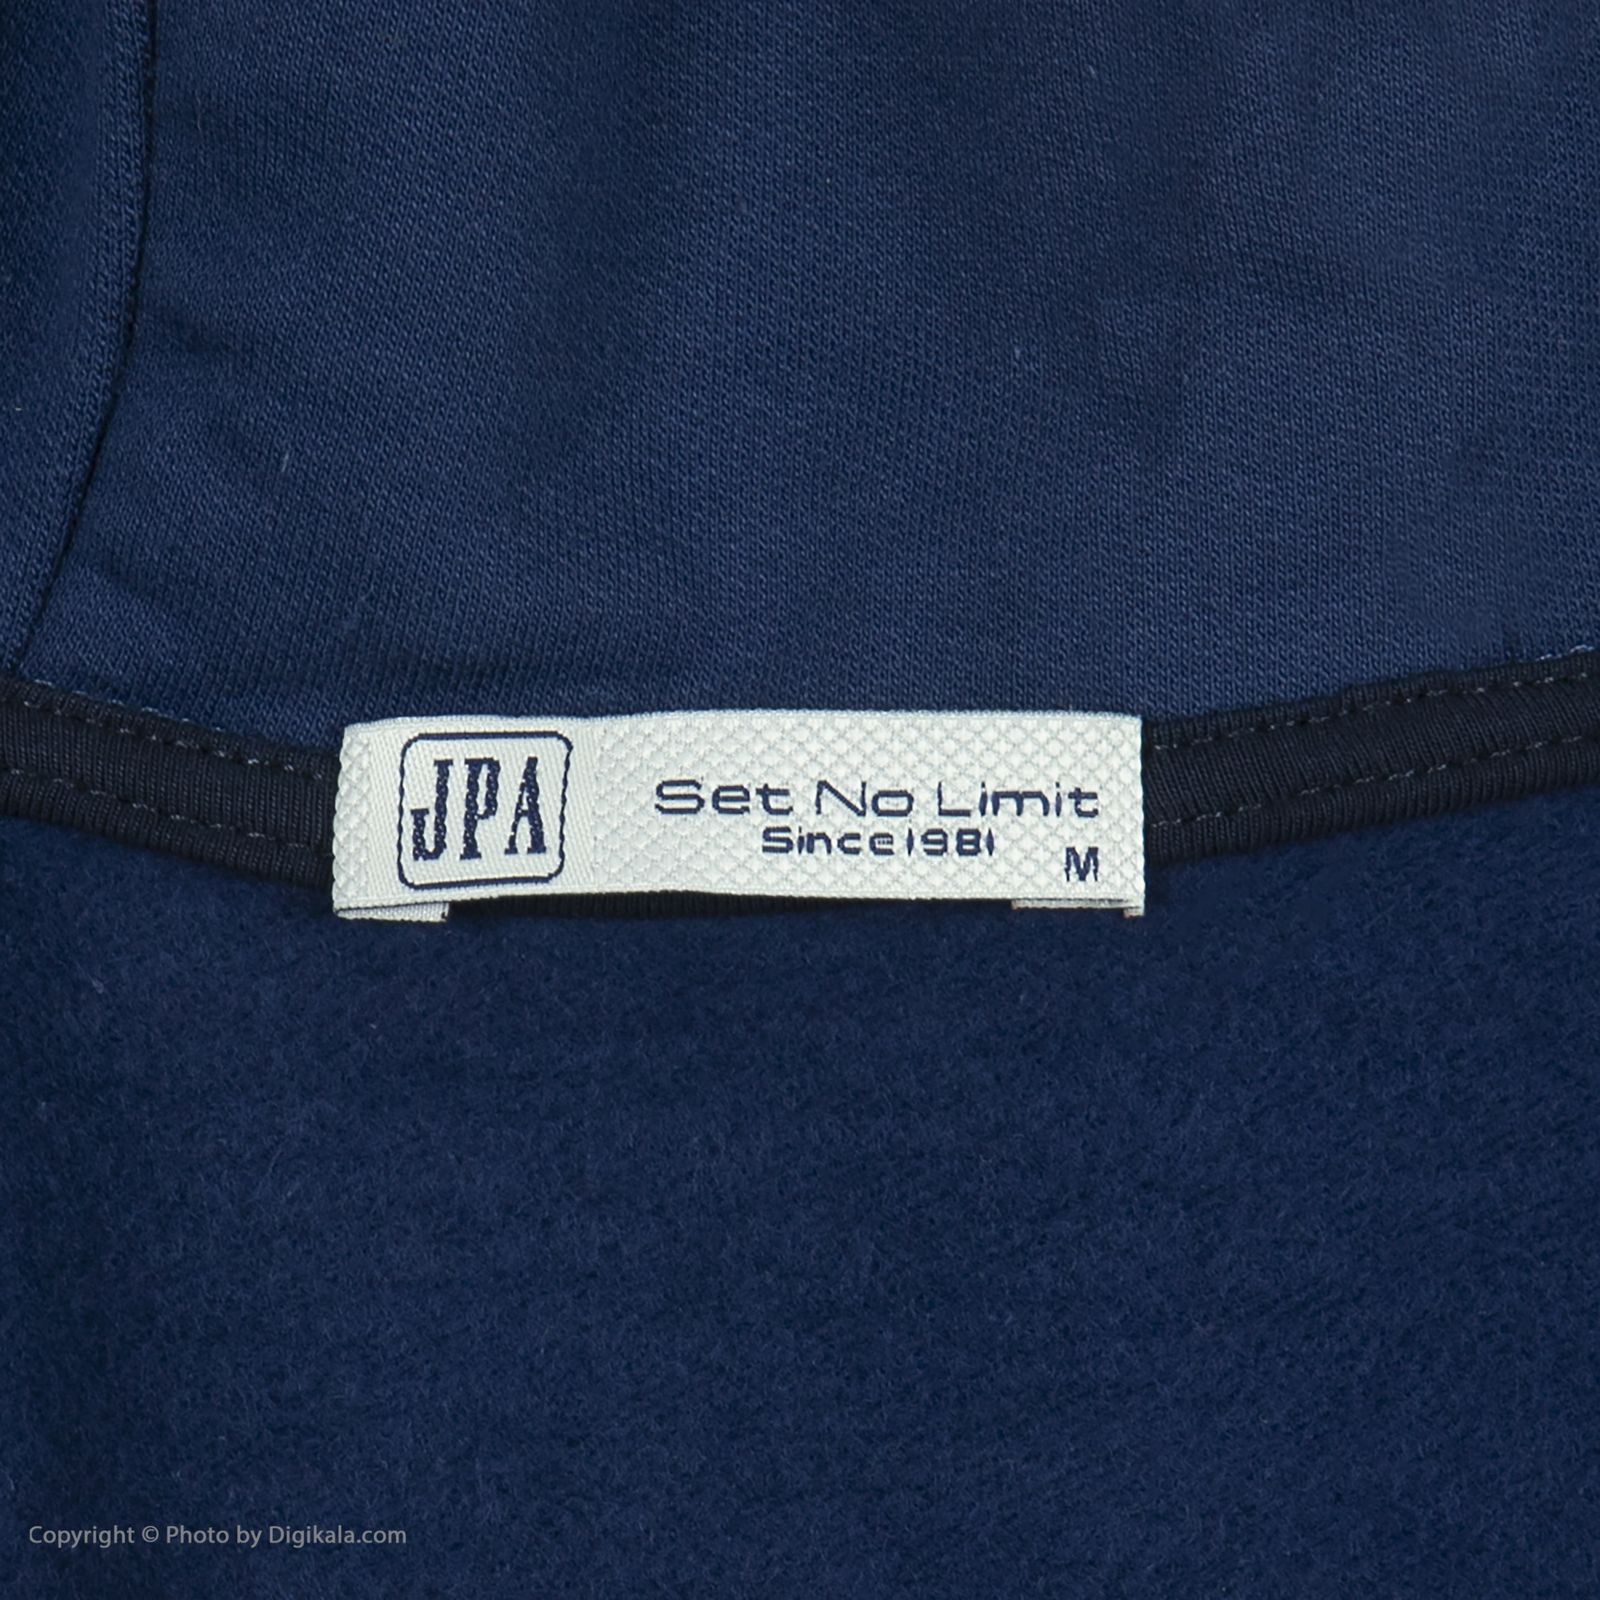 JPA
Set No Limit
Since 1981
M
Copyright © Photo by Digikala.com